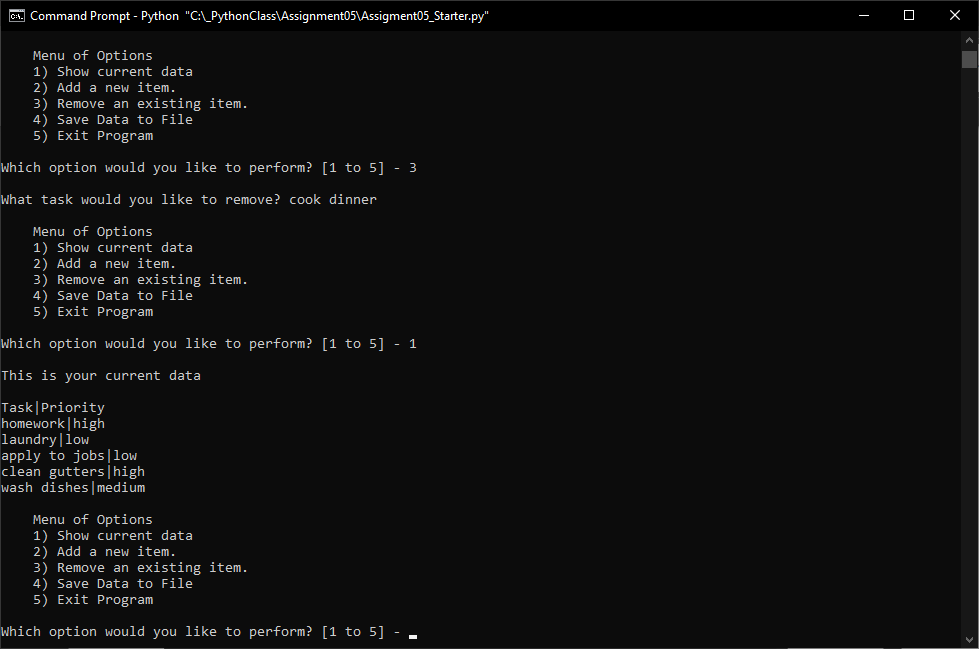 Command Prompt - Python "C:\_PythonClass\Assignment05\Assigment05_Starter.py"
Menu of Options
1) Show current data
2) Add a new item.
3) Remove an existing item.
4) Save Data to File
5) Exit Program
Which option would you like to perform? [1 to 5] - 3
What task would you like to remove? cook dinner
Menu of Options
1) Show current data
2) Add a new item.
3) Remove an existing item.
4) Save Data to File
5) Exit Program
Which option would you like to perform? [1 to 5] - 1
This is your current data
Task|Priority
homework|high
laundry|low
apply to jobs|low
clean gutters|high
wash dishes|medium
Menu of Options
1) Show current data
2) Add a new item.
3) Remove an existing item.
4) Save Data to File
5) Exit Program
Which option would you like to perform? [1 to 5] -